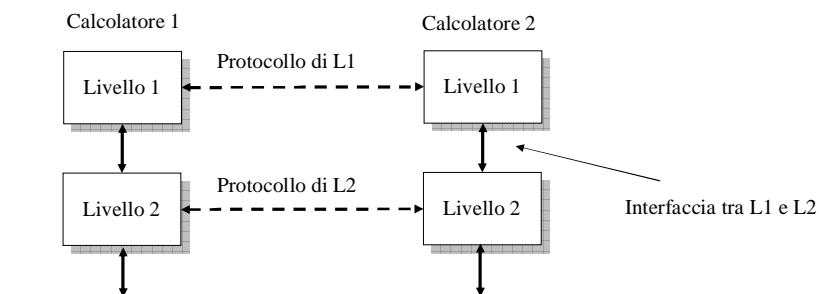 Calcolatore 1
Calcolatore 2
Protocollo di L1
Livello 1
Livello 1
Protocollo di L2
Livello 2
Livello 2
Interfaccia tra L1 e L2